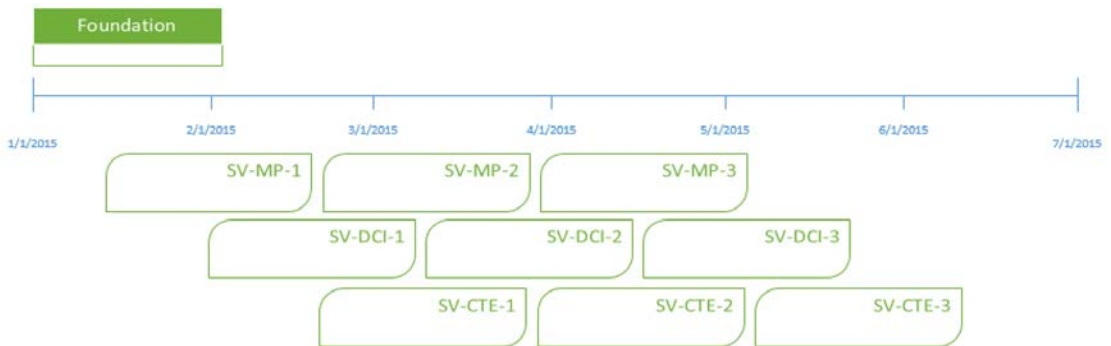 Foundation
1/1/2015
2/1/2015
3/1/2015
4/1/2015
5/1/2015
6/1/2015
7/1/2015
SV-MP-1
SV-MP-2
SV-MP-3
SV-DCI-1
SV-DCI-2
SV-DCI-3
SV-CTE-1
SV-CTE-2
SV-CTE-3